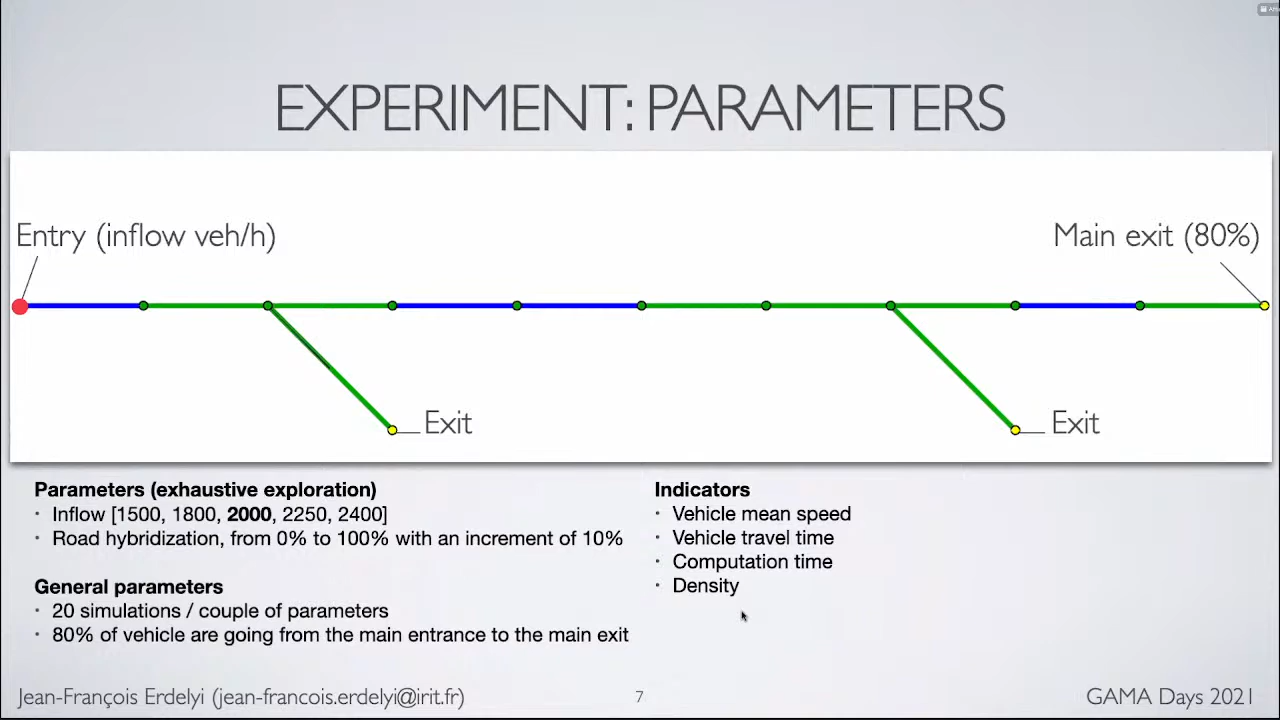 EXPERIMENT: PARAMETERS
Entry (inflow veh/h)
Main exit (80%)
Exit
Exit
Parameters (exhaustive exploration)
· Inflow [1500, 1800, 2000, 2250, 2400]
· Road hybridization, from 0% to 100% with an increment of 10%
General parameters
· 20 simulations / couple of parameters
· 80% of vehicle are going from the main entrance to the main exit
Indicators
· Vehicle mean speed
· Vehicle travel time
· Computation time
· Density
Jean-François Erdelyi (jean-francois.erdelyi@irit.fr)
7
GAMA Days 2021